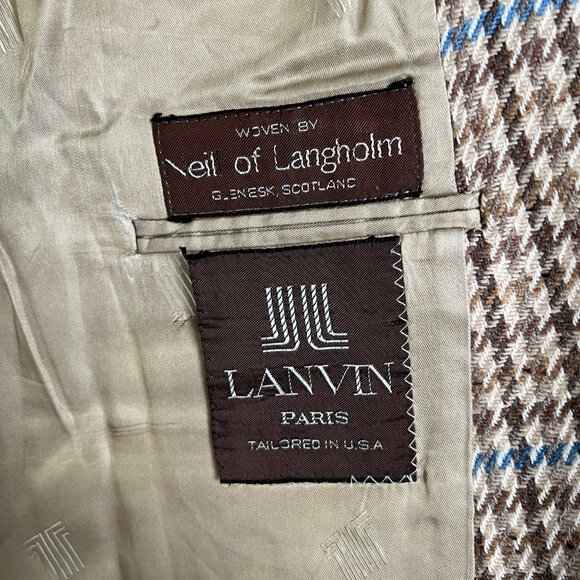 WOVEN BY
Neil of Langholm
GLENESK, SCOTLAND
LANVIN
PARIS
TAILORED IN U.S.A.